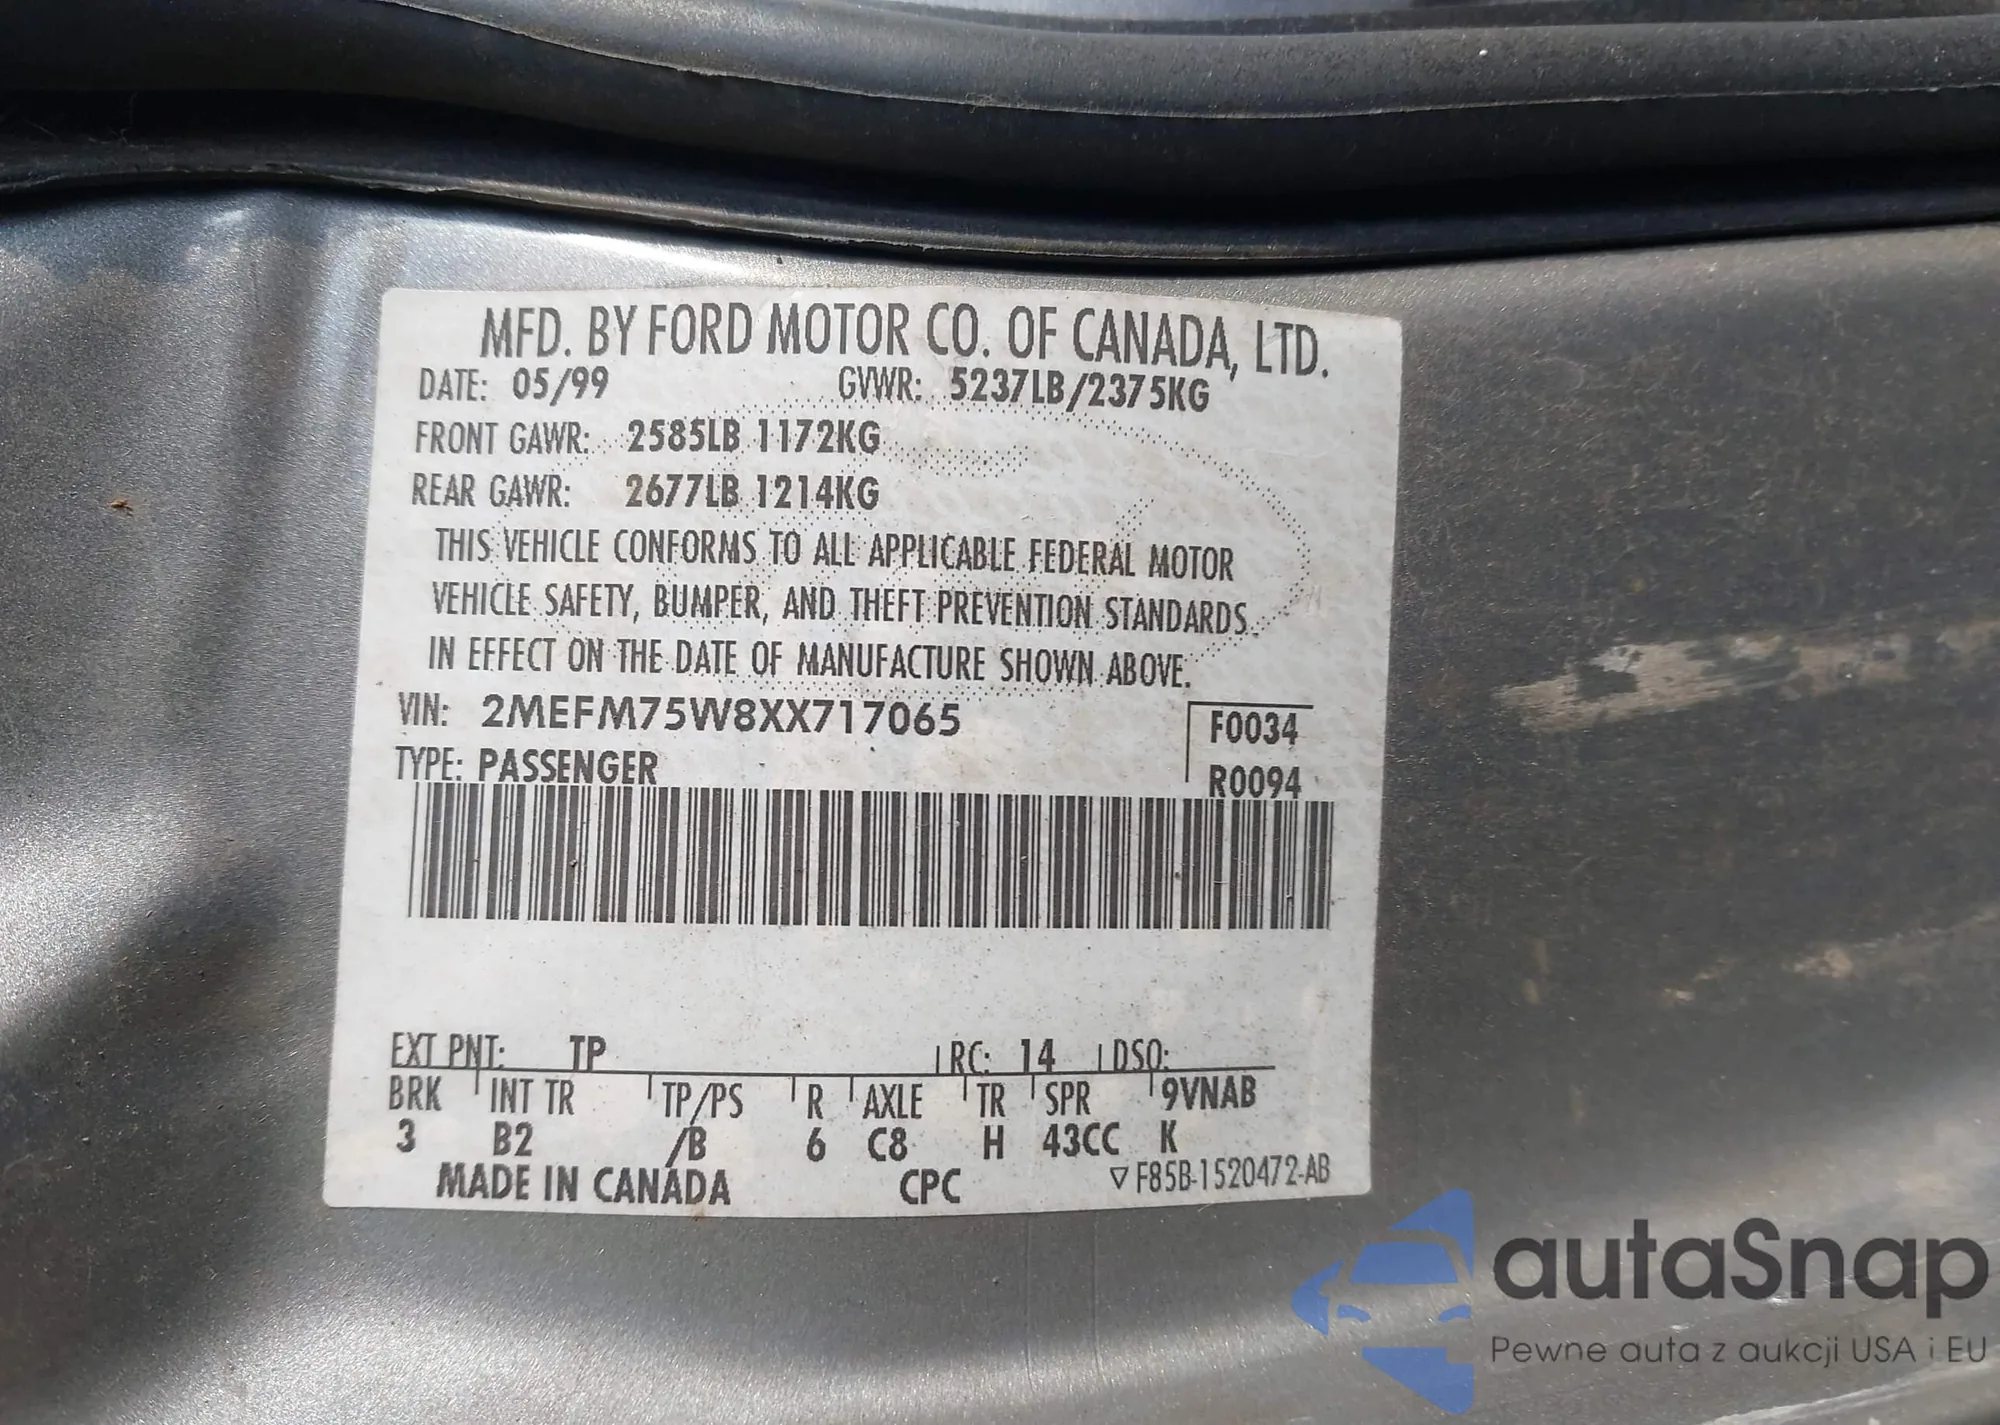 MFD. BY FORD MOTOR CO. OF CANADA, LTD.
DATE: 05/99 GVWR: 5237LB/2375KG
FRONT GAWR: 2585LB 1172KG
REAR GAWR: 2677LB 1214KG
THIS VEHICLE CONFORMS TO ALL APPLICABLE FEDERAL MOTOR
VEHICLE SAFETY, BUMPER, AND THEFT PREVENTION STANDARDS
IN EFFECT ON THE DATE OF MANUFACTURE SHOWN ABOVE.
VIN: 2MEFM75W8XX717065 F0034
TYPE: PASSENGER R0094
EXT PNT: TP RC: 14 DSO:
BRK INT TR TP/PS R AXLE TR SPR 9VNAB
3 B2 /B 6 C8 H 43CC K
MADE IN CANADA CPC ▽F85B-1520472-AB
autaSnap
Pewne auta z aukcji USA i EU